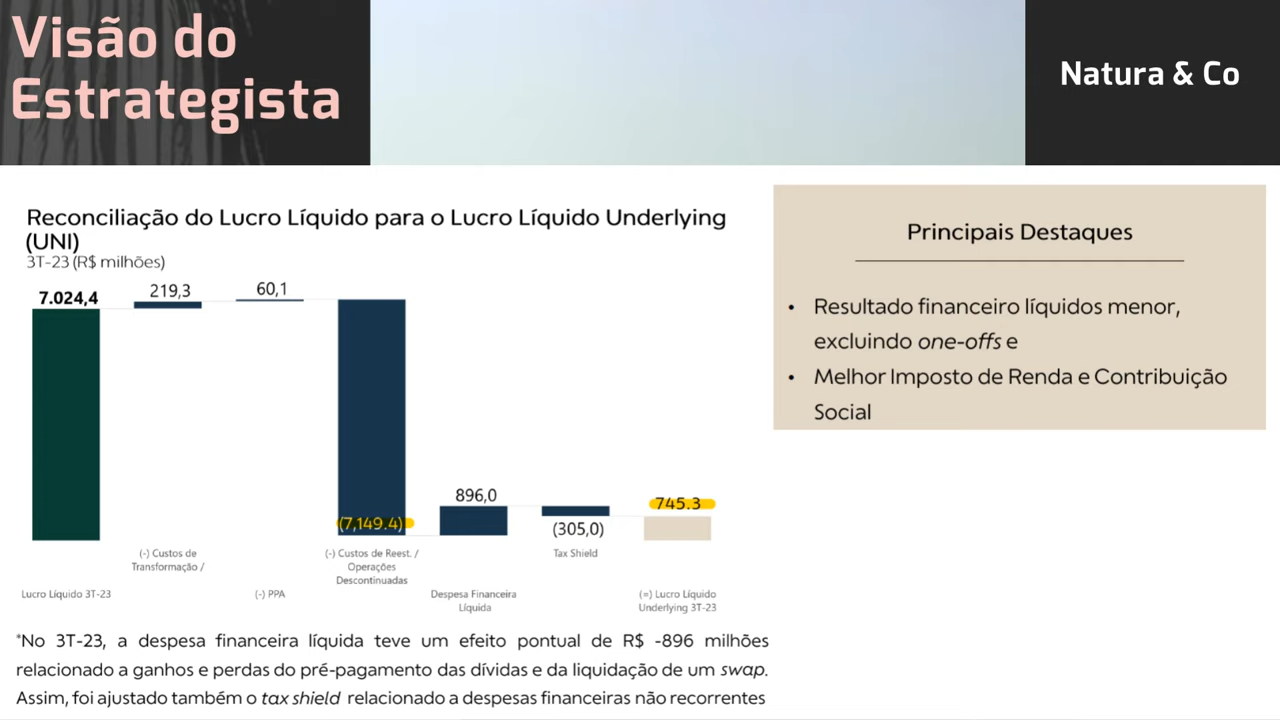 Visão do
Estrategista
Natura & Co
Reconciliação do Lucro Líquido para o Lucro Líquido Underlying
(UNI)
3T-23 (R$ milhões)
7.024,4
219,3
60,1
(7,149.4)
896,0
(305,0)
745.3
Lucro Líquido 3T-23
(-) Custos de
Transformação /
(-) PPA
(-) Custos de Reest. /
Operações
Descontinuadas
Despesa Financeira
Líquida
Tax Shield
(=) Lucro Líquido
Underlying 3T-23
*No 3T-23, a despesa financeira líquida teve um efeito pontual de R$ -896 milhões
relacionado a ganhos e perdas do pré-pagamento das dívidas e da liquidação de um swap.
Assim, foi ajustado também o tax shield relacionado a despesas financeiras não recorrentes
Principais Destaques
• Resultado financeiro líquidos menor,
excluindo one-offs e
• Melhor Imposto de Renda e Contribuição
Social